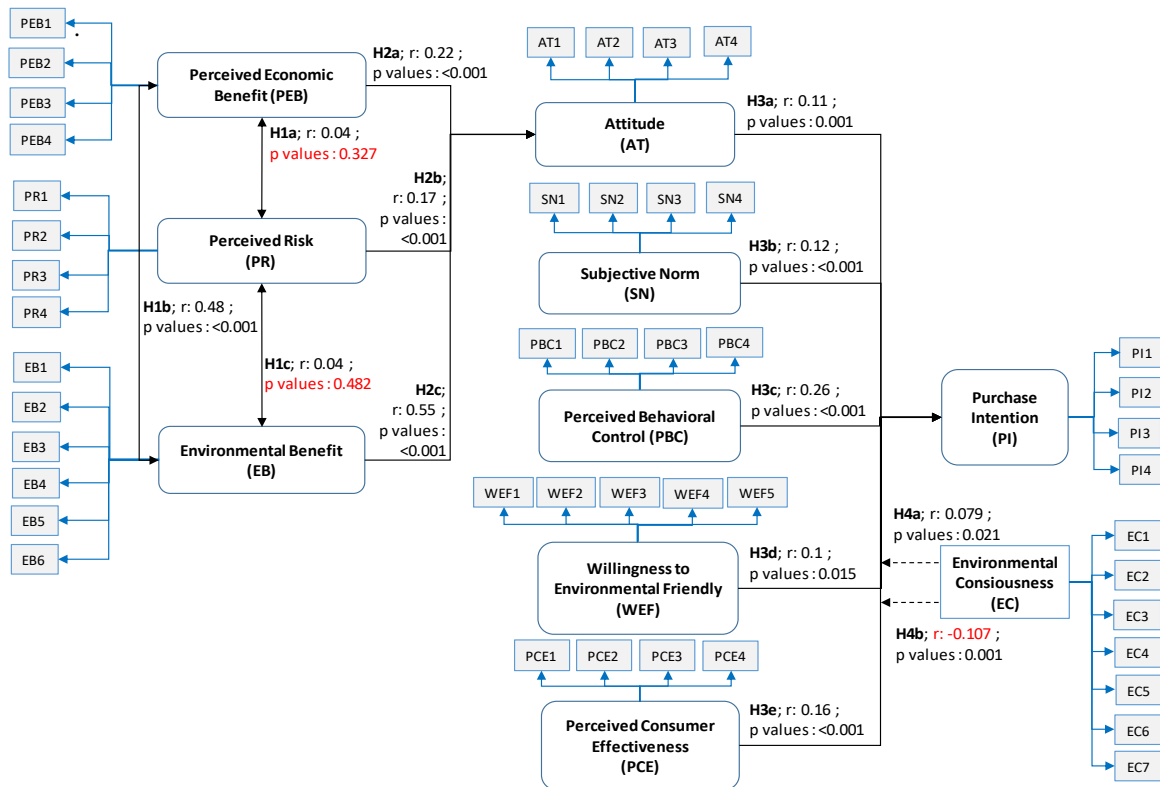 PEB1
PEB2
PEB3
PEB4
Perceived Economic
Benefit (PEB)
H2a; r: 0.22 ;
p values : <0.001
H1a; r: 0.04 ;
p values : 0.327
PR1
PR2
PR3
PR4
Perceived Risk
(PR)
H2b;
r: 0.17 ;
p values :
<0.001
H1b; r: 0.48 ;
p values : <0.001
H1c; r: 0.04 ;
p values : 0.482
EB1
EB2
EB3
EB4
EB5
EB6
Environmental Benefit
(EB)
H2c;
r: 0.55 ;
p values :
<0.001
AT1
AT2
AT3
AT4
Attitude
(AT)
H3a; r: 0.11 ;
p values : 0.001
SN1
SN2
SN3
SN4
Subjective Norm
(SN)
H3b; r: 0.12 ;
p values : <0.001
PBC1
PBC2
PBC3
PBC4
Perceived Behavioral
Control (PBC)
H3c; r: 0.26 ;
p values : <0.001
WEF1
WEF2
WEF3
WEF4
WEF5
Willingness to
Environmental Friendly
(WEF)
H3d; r: 0.1 ;
p values : 0.015
PCE1
PCE2
PCE3
PCE4
Perceived Consumer
Effectiveness
(PCE)
H3e; r: 0.16 ;
p values : <0.001
Purchase
Intention
(PI)
PI1
PI2
PI3
PI4
H4a; r: 0.079 ;
p values : 0.021
Environmental
Consiousness
(EC)
H4b; r: -0.107 ;
p values : 0.001
EC1
EC2
EC3
EC4
EC5
EC6
EC7